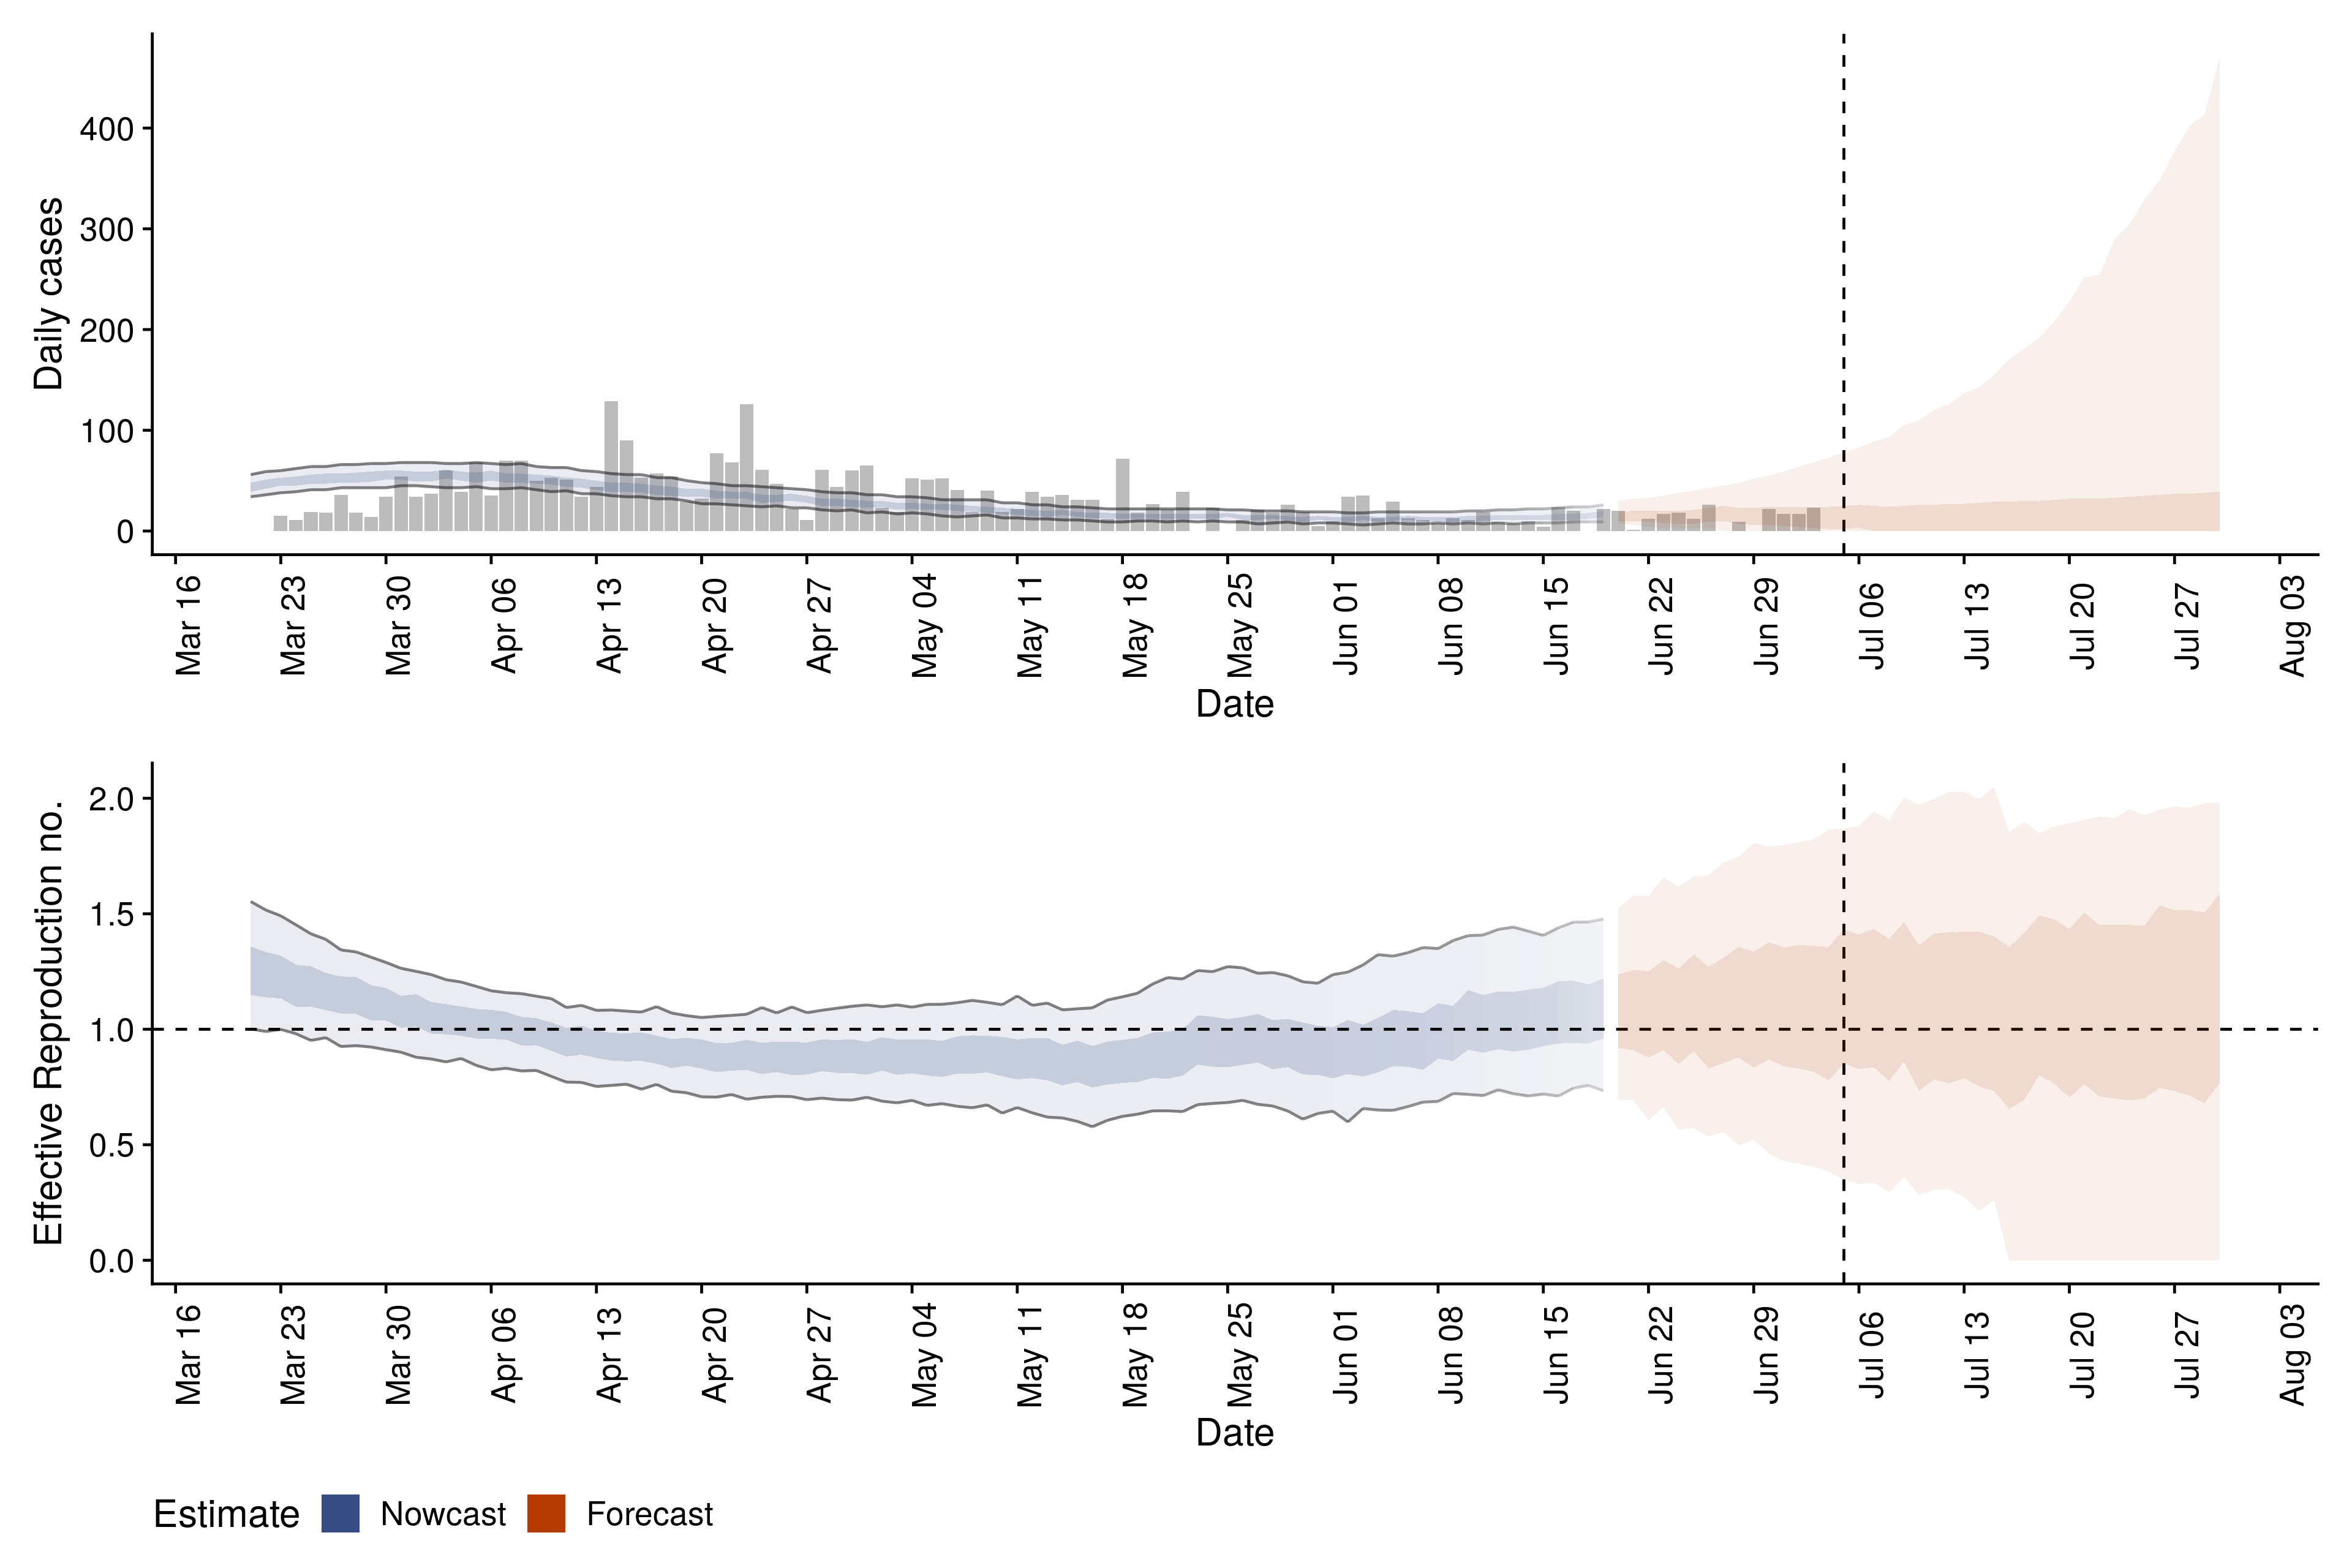 Daily cases
400
300
200
100
0
Mar 16 Mar 23 Mar 30 Apr 06 Apr 13 Apr 20 Apr 27 May 04 May 11 May 18 May 25 Jun 01 Jun 08 Jun 15 Jun 22 Jun 29 Jul 06 Jul 13 Jul 20 Jul 27 Aug 03
Date
Effective Reproduction no.
2.0
1.5
1.0
0.5
0.0
Mar 16 Mar 23 Mar 30 Apr 06 Apr 13 Apr 20 Apr 27 May 04 May 11 May 18 May 25 Jun 01 Jun 08 Jun 15 Jun 22 Jun 29 Jul 06 Jul 13 Jul 20 Jul 27 Aug 03
Date
Estimate Nowcast Forecast